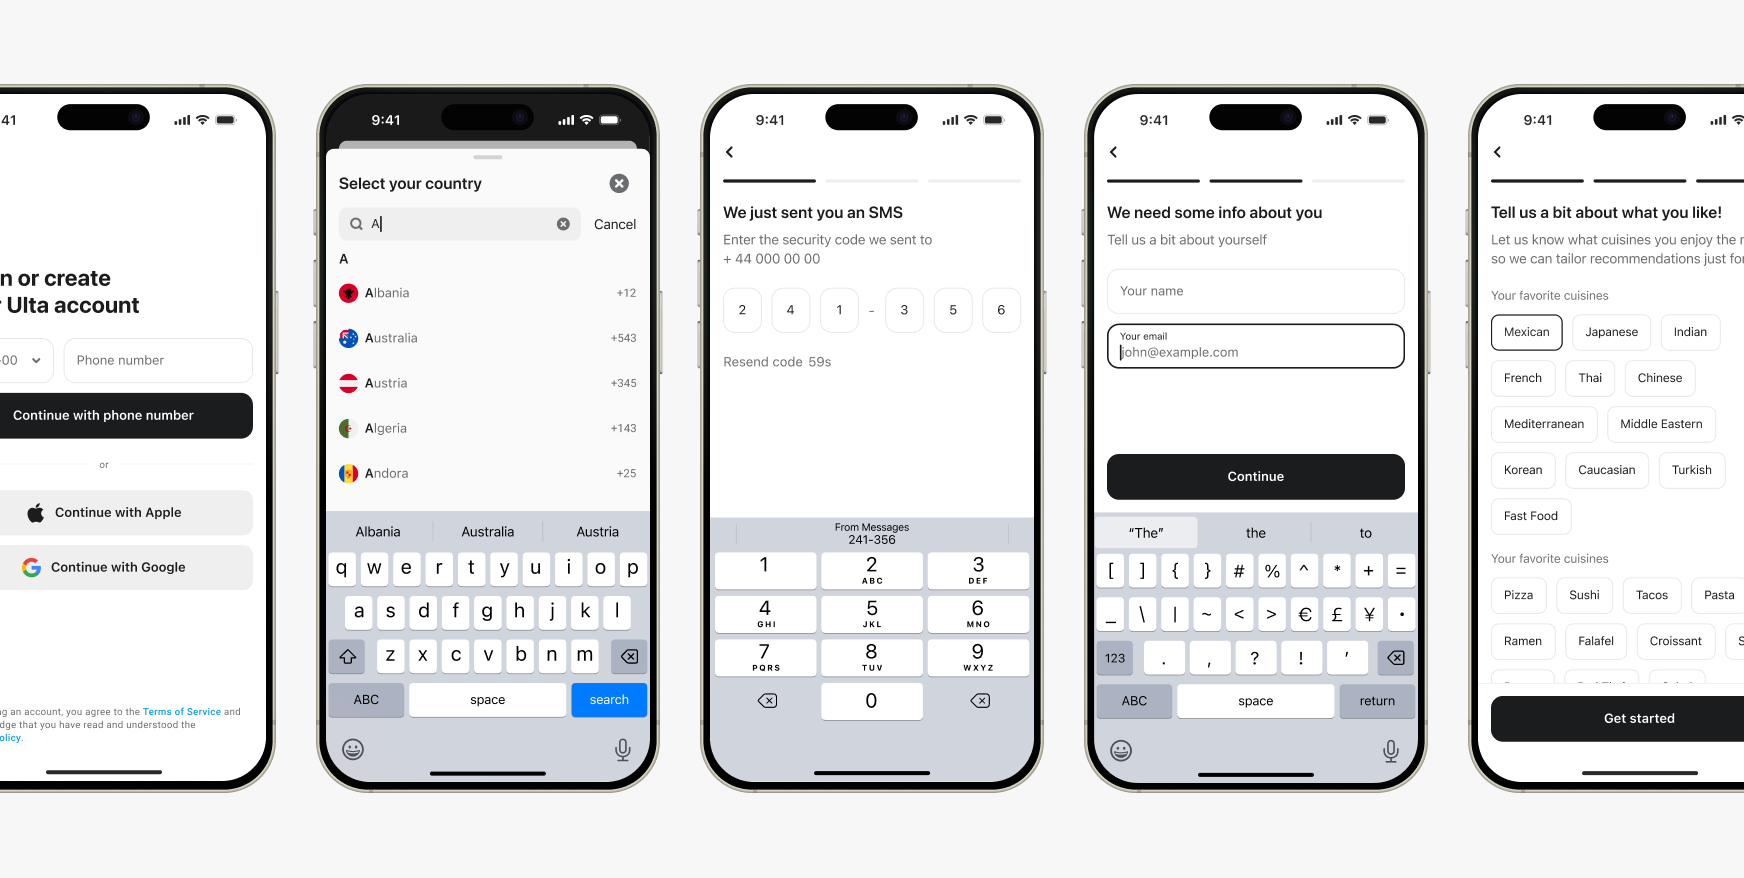 41
n or create
r Ulta account
00
Phone number
Continue with phone number
or
Continue with Apple
Continue with Google
ng an account, you agree to the Terms of Service and
dge that you have read and understood the
olicy.
9:41
Select your country
A
Cancel
A
Albania +12
Australia +543
Austria +345
Algeria +143
Andora +25
Albania Australia Austria
q w e r t y u i o p
a s d f g h j k l
z x c v b n m
ABC space search
9:41
We just sent you an SMS
Enter the security code we sent to
+ 44 000 00 00
2 4 1 - 3 5 6
Resend code 59s
From Messages
241-356
1 2 3
ABC DEF
4 5 6
GHI JKL MNO
7 8 9
PQRS TUV WXYZ
0
9:41
We need some info about you
Tell us a bit about yourself
Your name
Your email
john@example.com
Continue
“The” the to
[ ] { } # % ^ * + =
_ \ | ~ < > € £ ¥ •
123 . , ? ! ’
ABC space return
9:41
Tell us a bit about what you like!
Let us know what cuisines you enjoy the
so we can tailor recommendations just for
Your favorite cuisines
Mexican Japanese Indian
French Thai Chinese
Mediterranean Middle Eastern
Korean Caucasian Turkish
Fast Food
Your favorite cuisines
Pizza Sushi Tacos Pasta
Ramen Falafel Croissant S
Get started